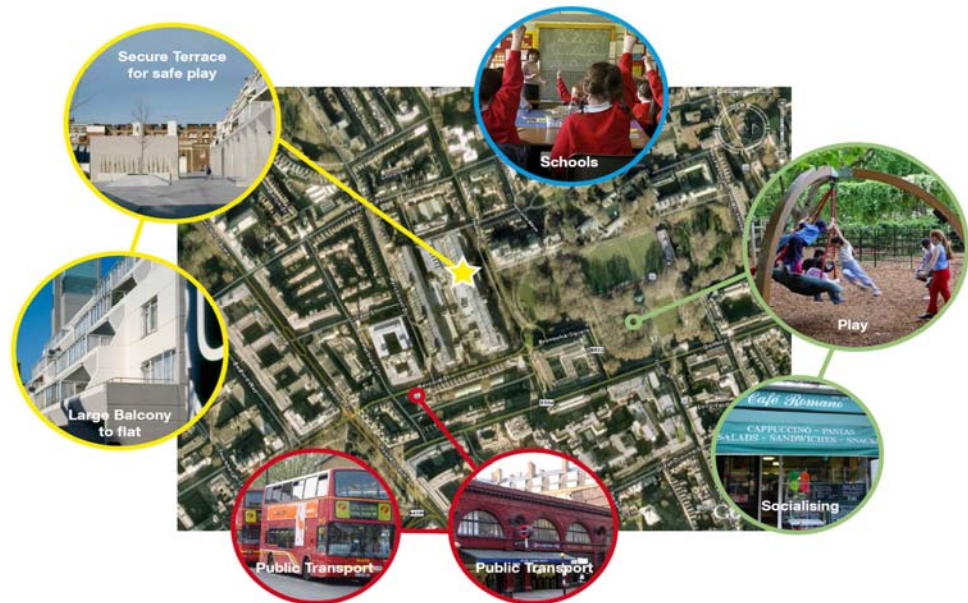 Secure Terrace
for safe play
Schools
Play
Large Balcony
to flat
Café Romano
CAPPUCCINO - PASTAS
SALADS - SANDWICHES - SNACKS
Socialising
Public Transport
Public Transport